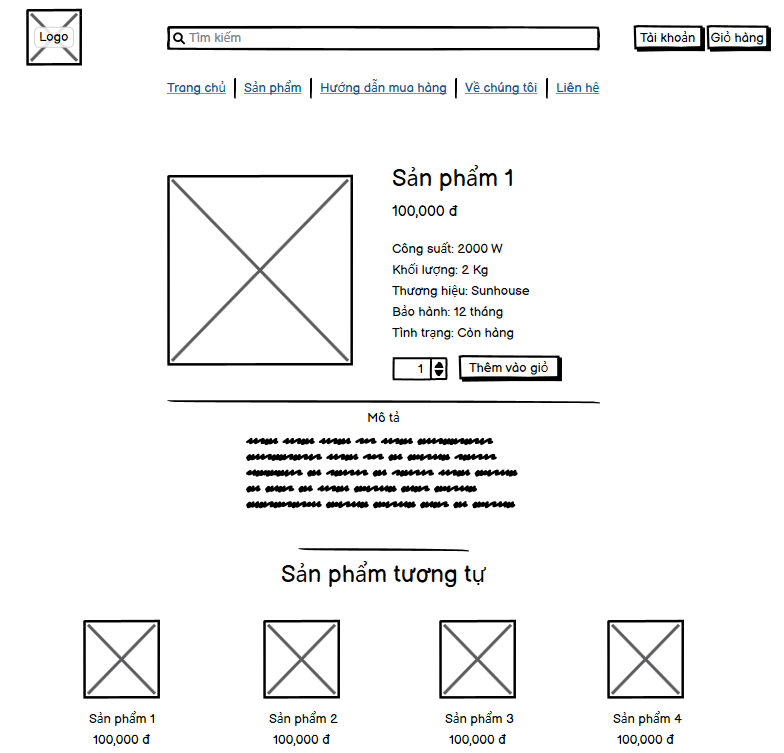 Logo
Tìm kiếm
Tài khoản
Giỏ hàng
Trang chủ
Sản phẩm
Hướng dẫn mua hàng
Về chúng tôi
Liên hê
Sản phẩm 1
100,000 đ
Công suất: 2000 W
Khối lượng: 2 Kg
Thương hiệu: Sunhouse
Bảo hành: 12 tháng
Tình trạng: Còn hàng
1
Thêm vào giỏ
Mô tả
Sản phẩm tương tự
Sản phẩm 1
100,000 đ
Sản phẩm 2
100,000 đ
Sản phẩm 3
100,000 đ
Sản phẩm 4
100,000 đ